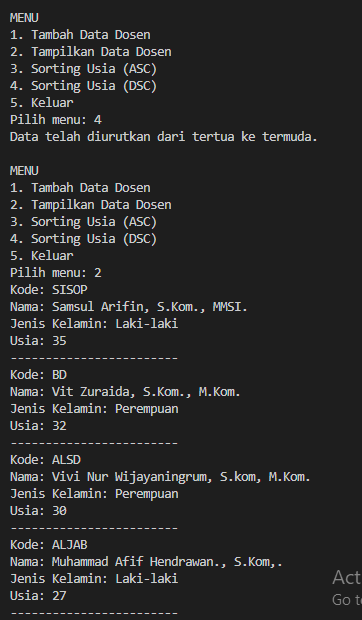 MENU
1. Tambah Data Dosen
2. Tampilkan Data Dosen
3. Sorting Usia (ASC)
4. Sorting Usia (DSC)
5. Keluar
Pilih menu: 4
Data telah diurutkan dari tertua ke termuda.
MENU
1. Tambah Data Dosen
2. Tampilkan Data Dosen
3. Sorting Usia (ASC)
4. Sorting Usia (DSC)
5. Keluar
Pilih menu: 2
Kode: SISOP
Nama: Samsul Arifin, S.Kom., MMSI.
Jenis Kelamin: Laki-laki
Usia: 35
------------------------
Kode: BD
Nama: Vit Zuraida, S.Kom., M.Kom.
Jenis Kelamin: Perempuan
Usia: 32
------------------------
Kode: ALSD
Nama: Vivi Nur Wijayaningrum, S.kom, M.Kom.
Jenis Kelamin: Perempuan
Usia: 30
------------------------
Kode: ALJAB
Nama: Muhammad Afif Hendrawan., S.Kom,.
Jenis Kelamin: Laki-laki
Usia: 27
------------------------
Act
Go t